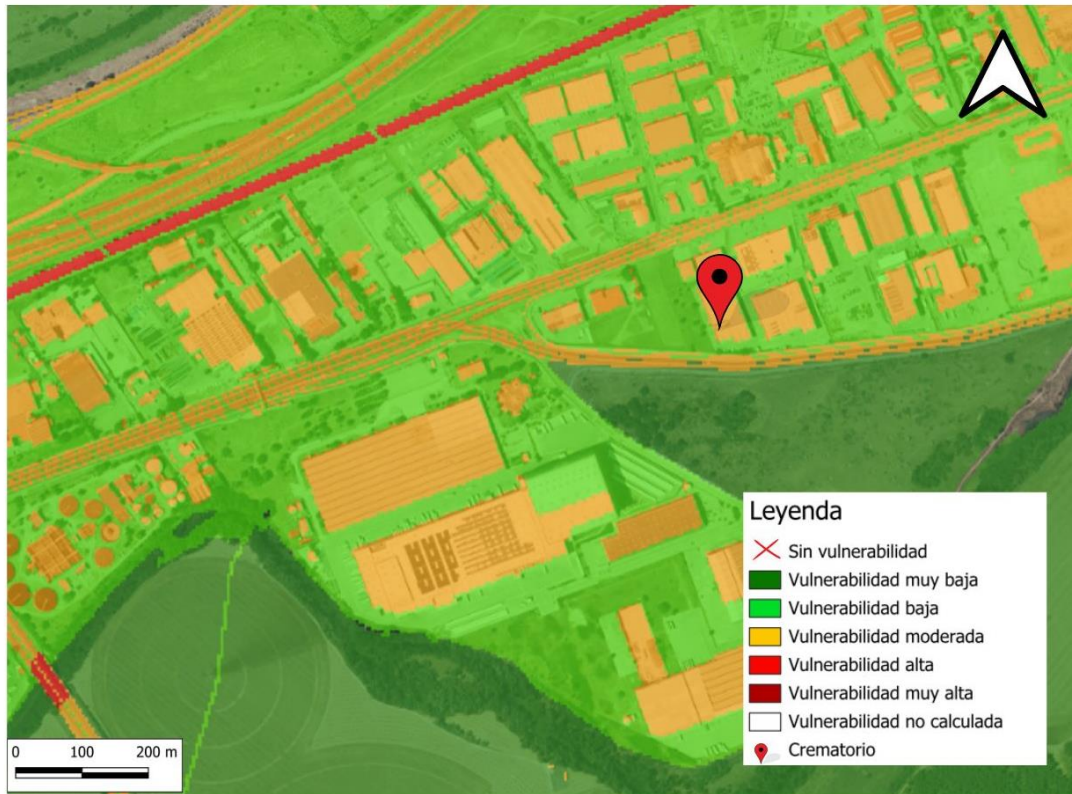 Leyenda
Sin vulnerabilidad
Vulnerabilidad muy baja
Vulnerabilidad baja
Vulnerabilidad moderada
Vulnerabilidad alta
Vulnerabilidad muy alta
Vulnerabilidad no calculada
Crematorio
0 100 200 m